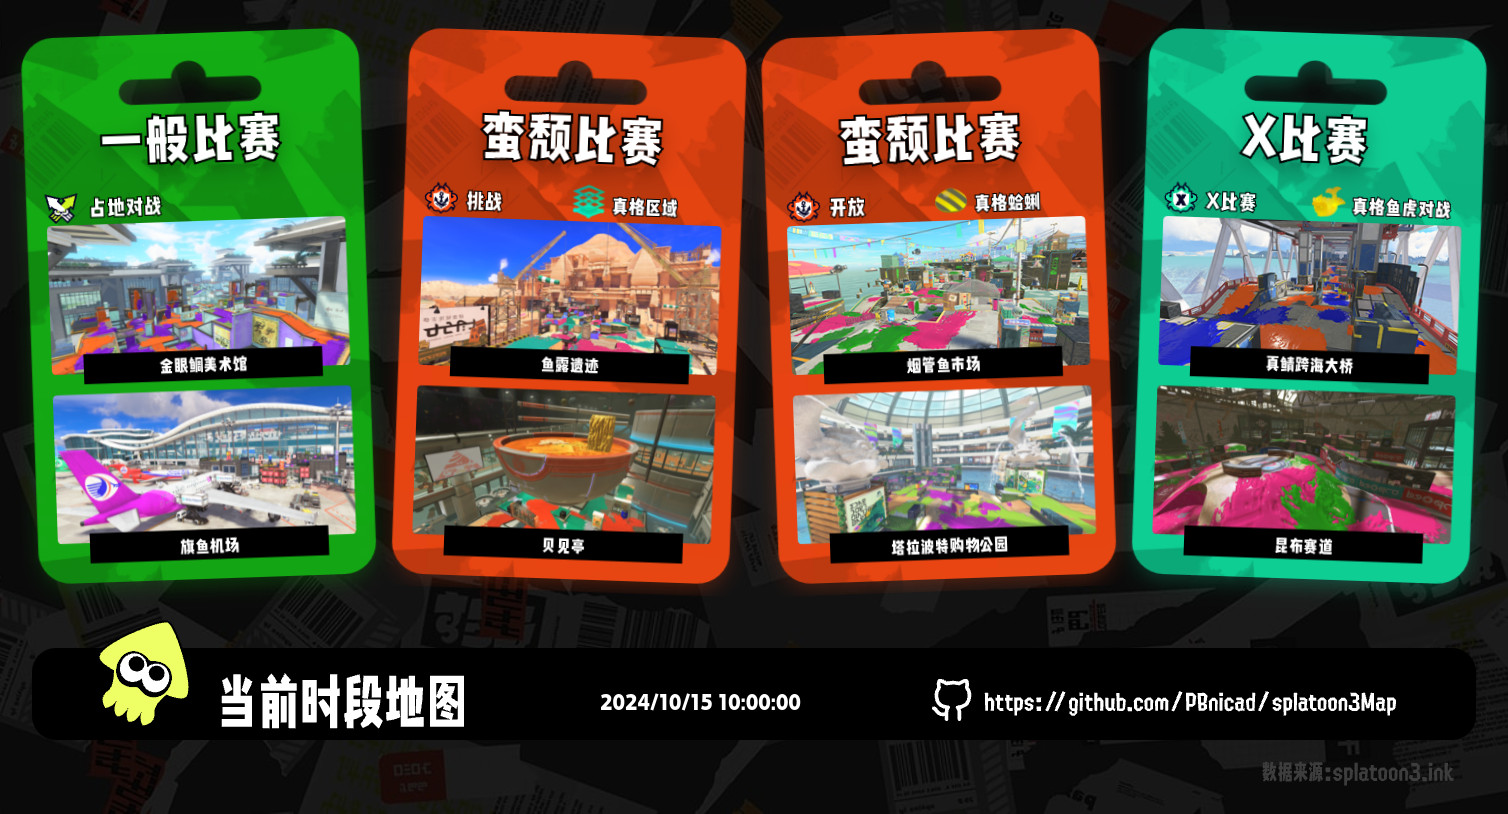 一般比赛
占地对战
金眼鲷美术馆
旗鱼机场
蛮颓比赛
挑战
真格区域
鱼露遗迹
贝见亭
蛮颓比赛
开放
真格蛤蜊
烟管鱼市场
塔拉波特购物公园
X比赛
X比赛
真格鱼虎对战
真鲭跨海大桥
昆布赛道
当前时段地图
2024/10/15 10:00:00
https://github.com/PBnicad/splatoon3Map
数据来源:splatoon3.ink